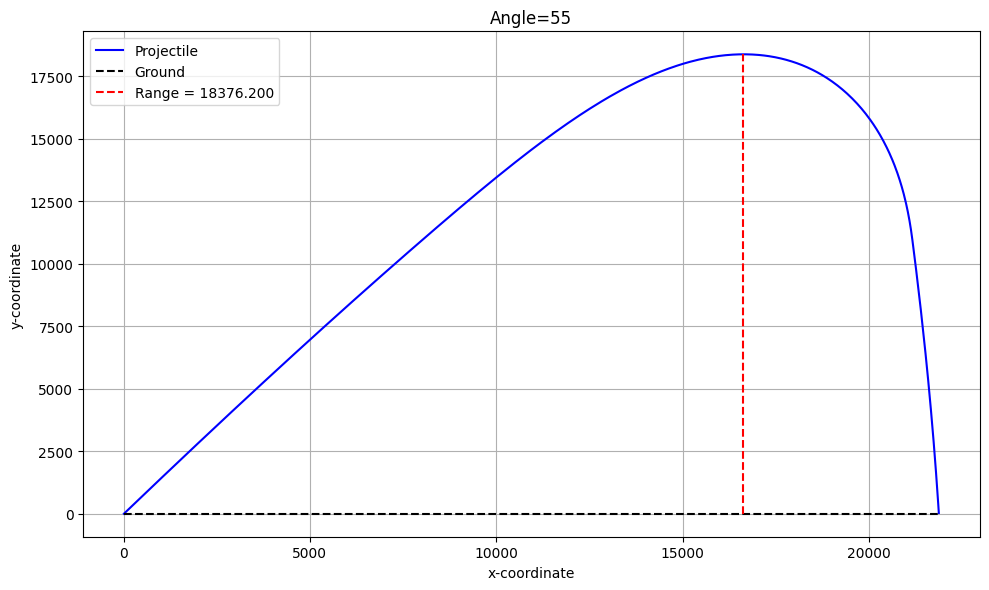 Angle=55
Projectile
Ground
Range = 18376.200
17500
15000
12500
10000
7500
5000
2500
0
y-coordinate
0 5000 10000 15000 20000
x-coordinate